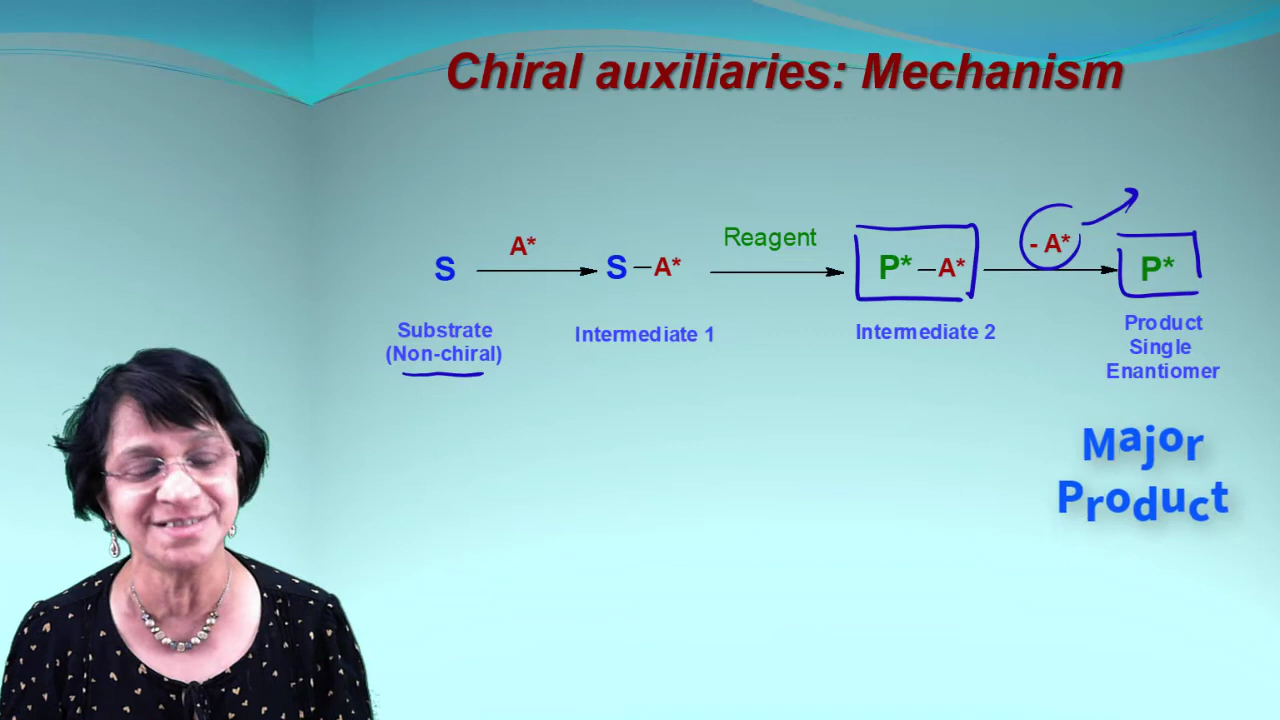 Chiral auxiliaries: Mechanism
S A* S–A* Reagent P*–A* - A* P*
Substrate
(Non-chiral)
Intermediate 1
Intermediate 2
Product
Single
Enantiomer
Major
Product